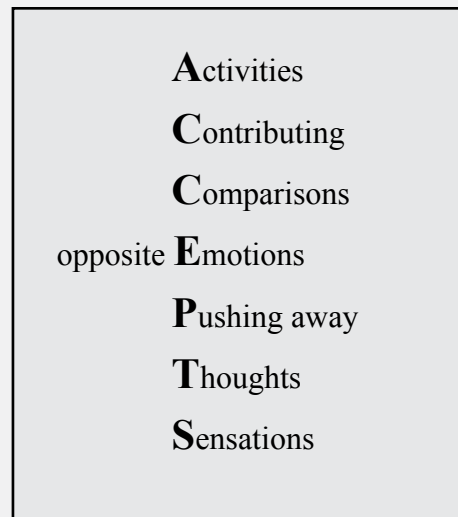 Activities
Contributing
Comparisons
opposite Emotions
Pushing away
Thoughts
Sensations